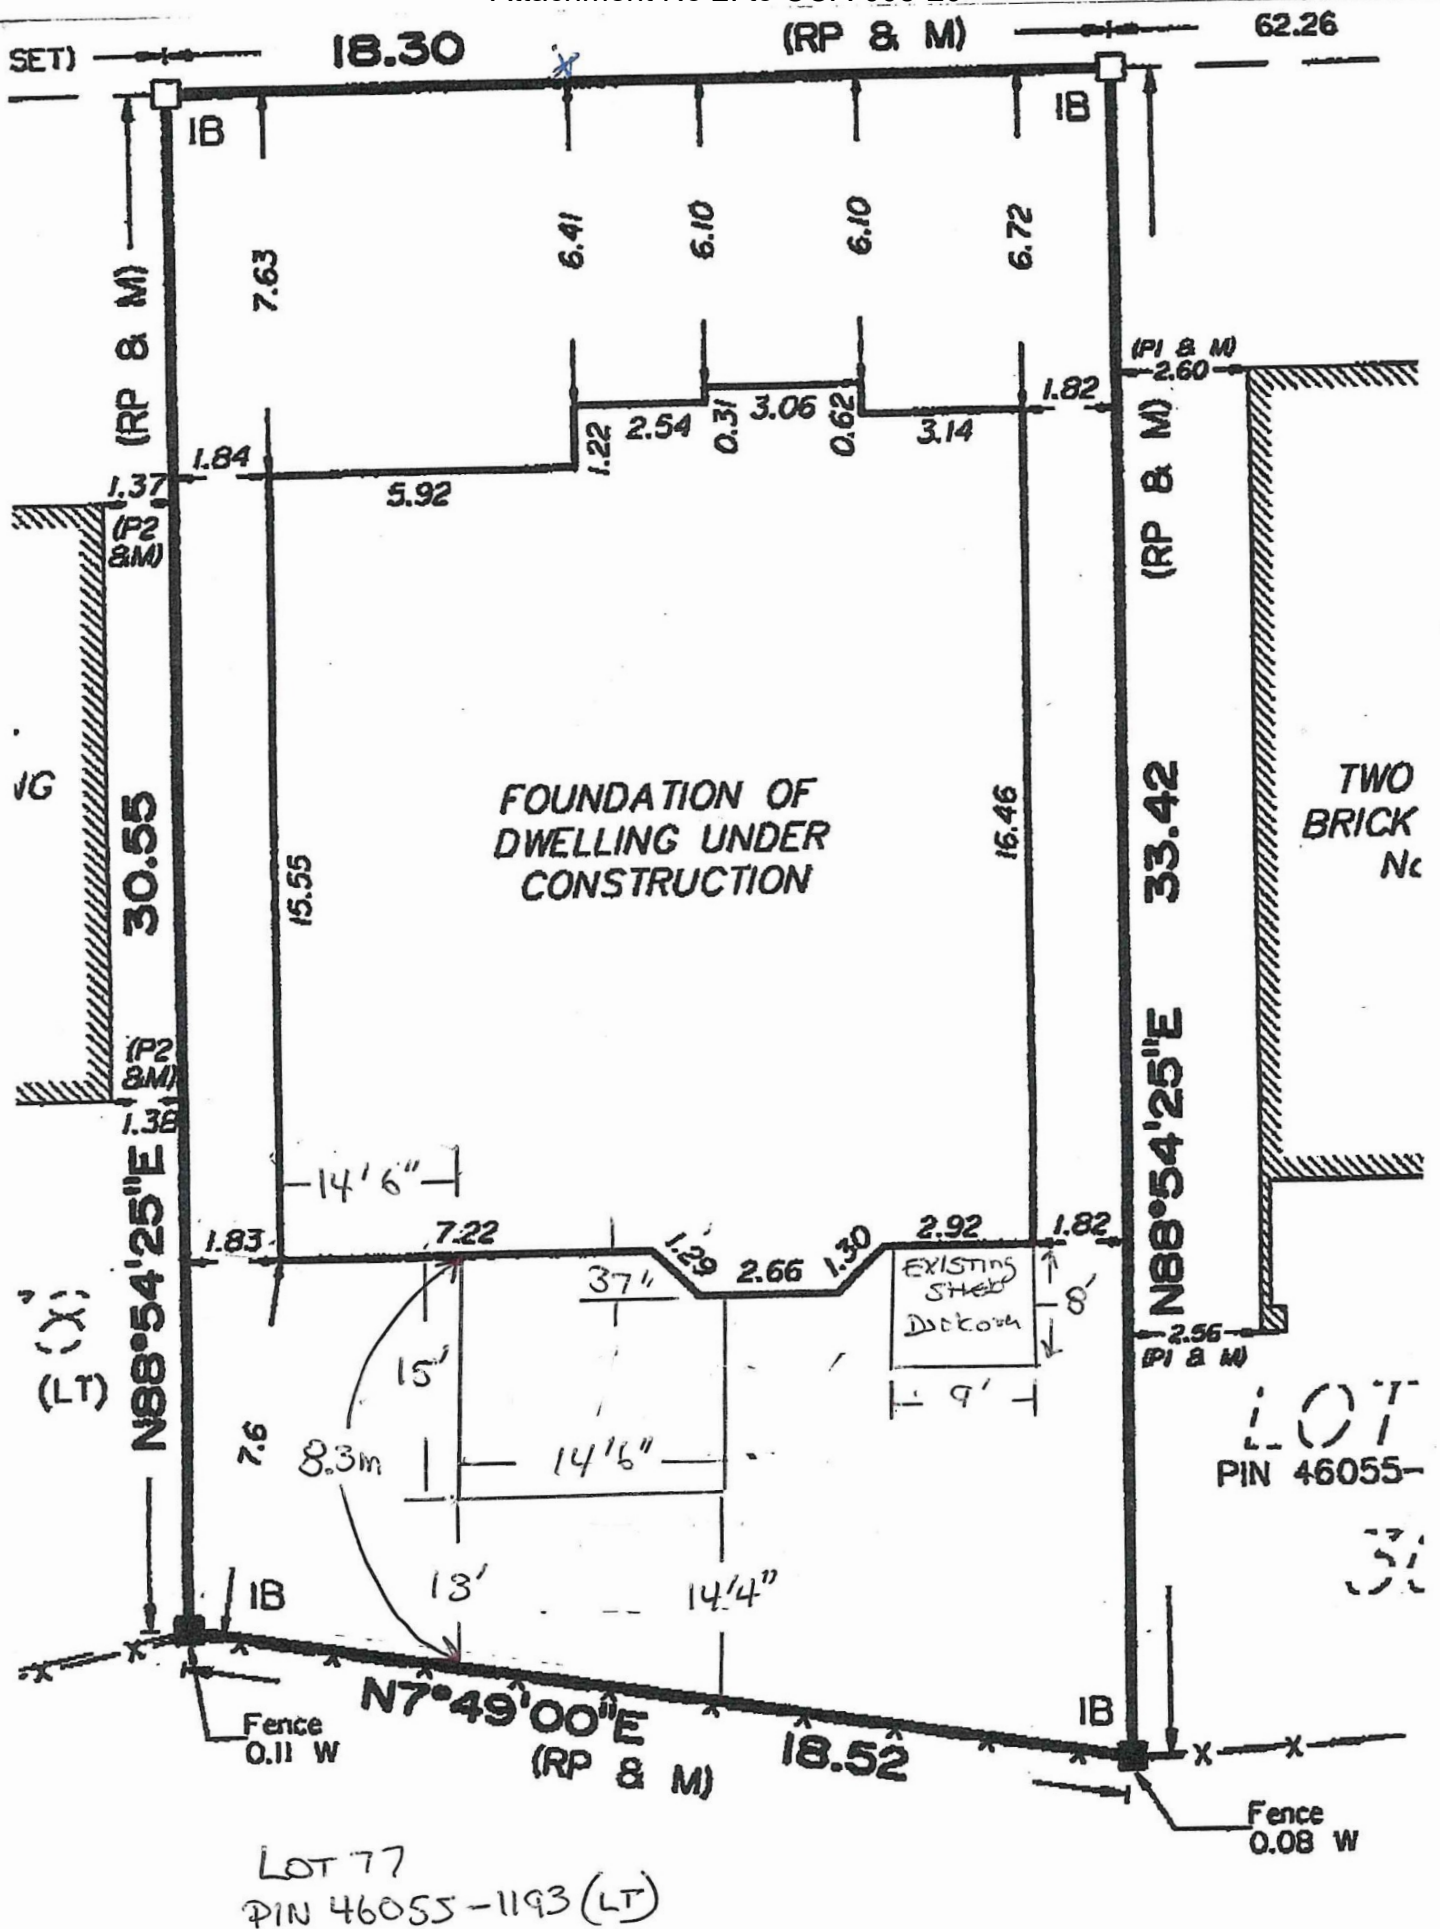 SET)
18.30
(RP & M)
62.26
IB
IB
(RP & M)
7.63
6.41
6.10
6.10
6.72
(P1 & M)
2.60
1.82
(RP & M)
1.84
5.92
1.22
2.54
0.31
3.06
0.62
3.14
1.37
(P2
&M)
30.55
15.55
FOUNDATION OF
DWELLING UNDER
CONSTRUCTION
16.46
33.42
TWO
BRICK
(P2
&M)
1.38
N88°54'25"E
N88°54'25"E
14'6"
1.83
7.22
1.29
2.66
1.30
2.92
1.82
37"
EXISTING
SHED
8'
2.56
(P1 & M)
(LT)
15'
9'
7.6
8.3m
14'6"
LOT
PIN 46055-
13'
14'4"
IB
IB
N7°49'00"E
(RP & M)
18.52
Fence
0.11 W
Fence
0.08 W
LOT 77
PIN 46055-1193 (LT)